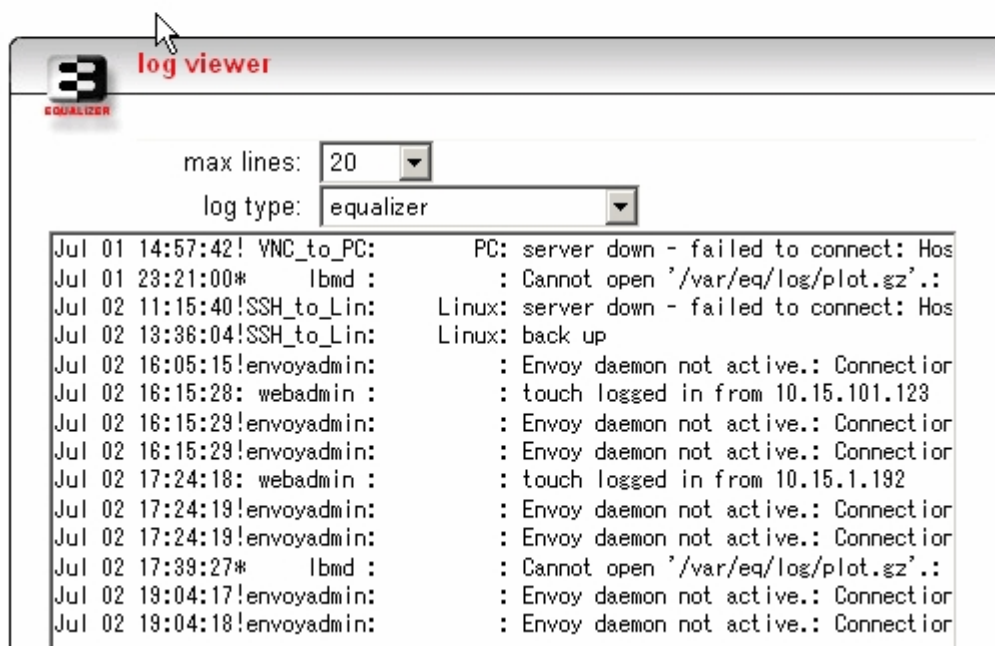 log viewer
EQUALIZER
max lines: 20
log type: equalizer
Jul 01 14:57:42! VNC_to_PC: PC: server down - failed to connect: Hos
Jul 01 23:21:00* lbmd : : Cannot open '/var/eq/log/plot.gz'.:
Jul 02 11:15:40!SSH_to_Lin: Linux: server down - failed to connect: Hos
Jul 02 13:36:04!SSH_to_Lin: Linux: back up
Jul 02 16:05:15!envoyadmin: : Envoy daemon not active.: Connection
Jul 02 16:15:28: webadmin : : touch logged in from 10.15.101.123
Jul 02 16:15:29!envoyadmin: : Envoy daemon not active.: Connection
Jul 02 16:15:29!envoyadmin: : Envoy daemon not active.: Connection
Jul 02 17:24:18: webadmin : : touch logged in from 10.15.1.192
Jul 02 17:24:19!envoyadmin: : Envoy daemon not active.: Connection
Jul 02 17:24:19!envoyadmin: : Envoy daemon not active.: Connection
Jul 02 17:39:27* lbmd : : Cannot open '/var/eq/log/plot.gz'.:
Jul 02 19:04:17!envoyadmin: : Envoy daemon not active.: Connection
Jul 02 19:04:18!envoyadmin: : Envoy daemon not active.: Connection